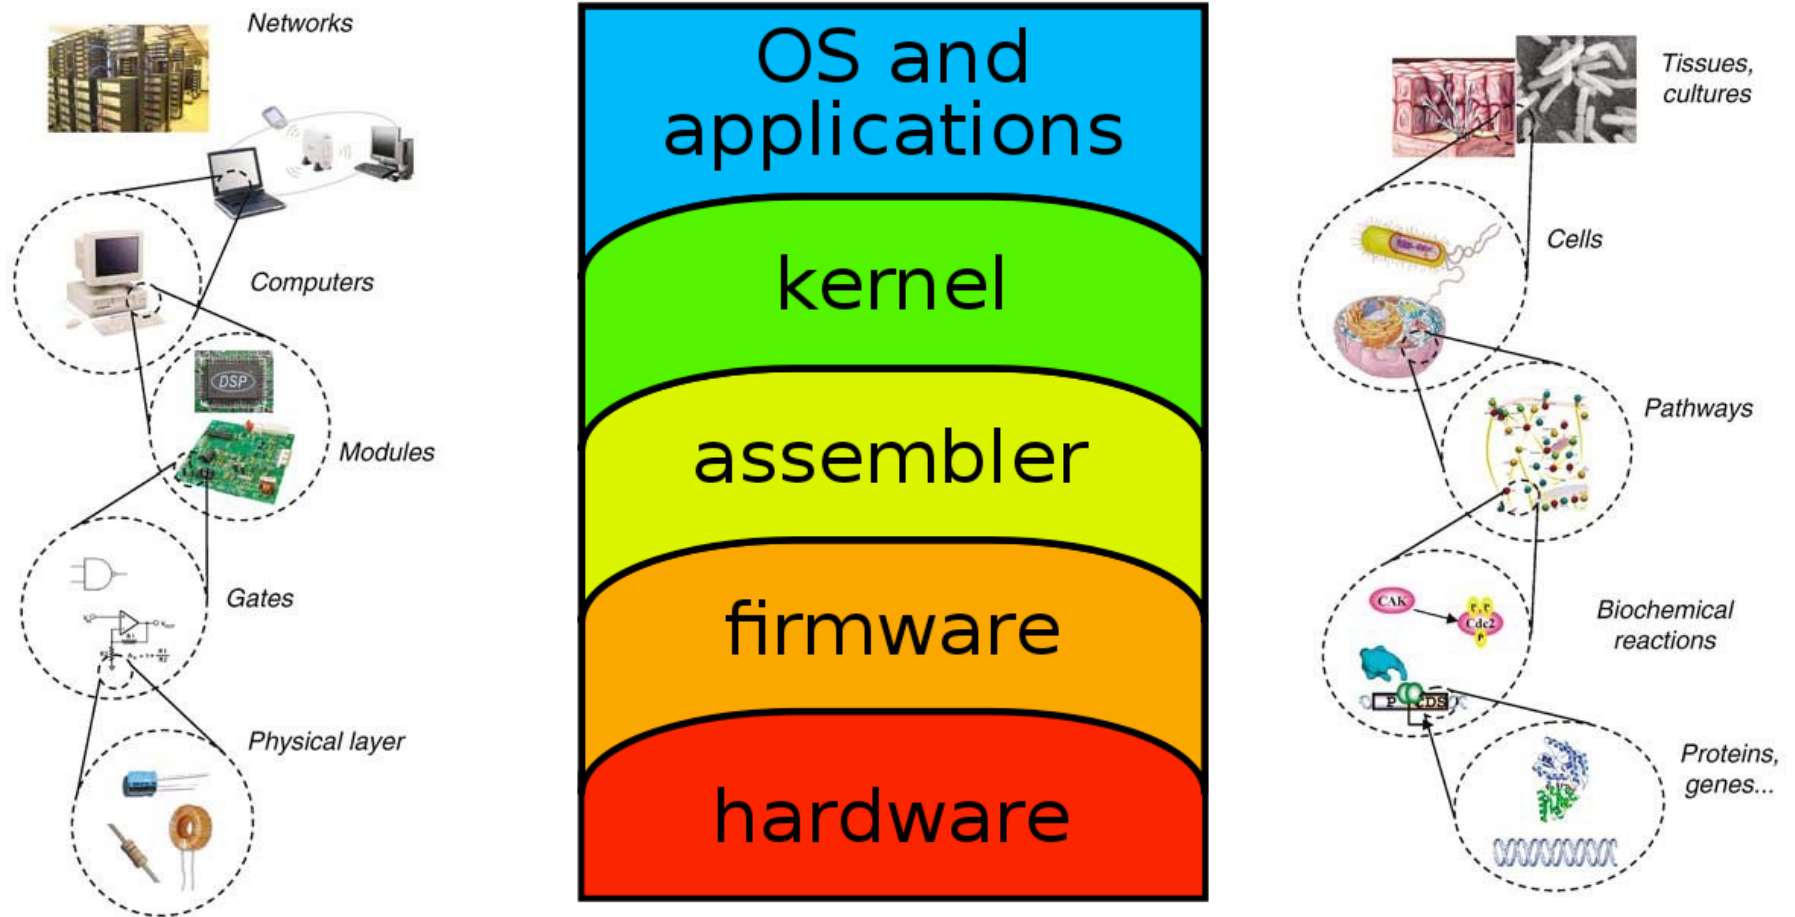 Networks
Computers
DSP
Modules
Gates
Physical layer
OS and
applications
kernel
assembler
firmware
hardware
Tissues,
cultures
Cells
Pathways
Biochemical
reactions
CAK
P P
Cdc2
P
P
CDS
Proteins,
genes...